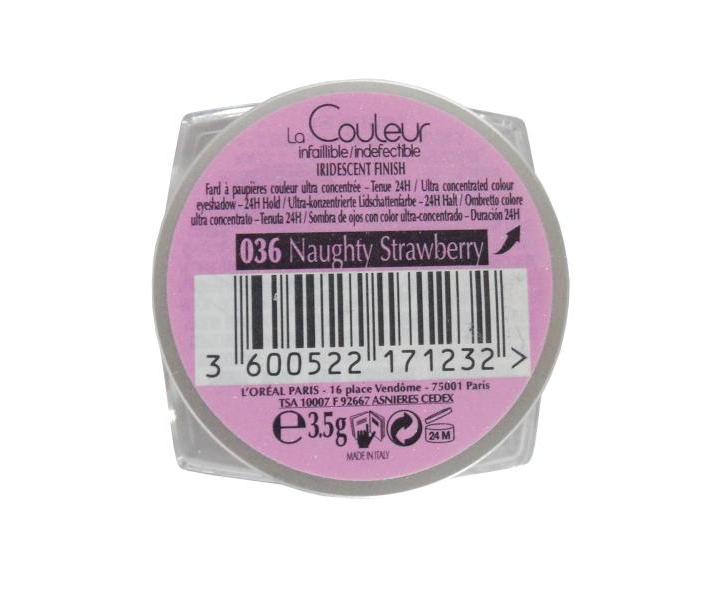 La Couleur
infaillible/indefectible
IRIDESCENT FINISH
Fard à paupières couleur ultra concentrée - Tenue 24H / Ultra concentrated colour
eyeshadow - 24H Hold / Ultra-konzentrierte Lidschattenfarbe - 24H Halt / Ombretto colore
ultra concentrato - Tenuta 24H / Sombra de ojos con color ultra-concentrado - Duración 24H
036 Naughty Strawberry
3 600522 171232 >
L'ORÉAL PARIS - 16 place Vendôme - 75001 Paris
TSA 10007 F 92667 ASNIERES CEDEX
e 3.5g 24 M
MADE IN ITALY